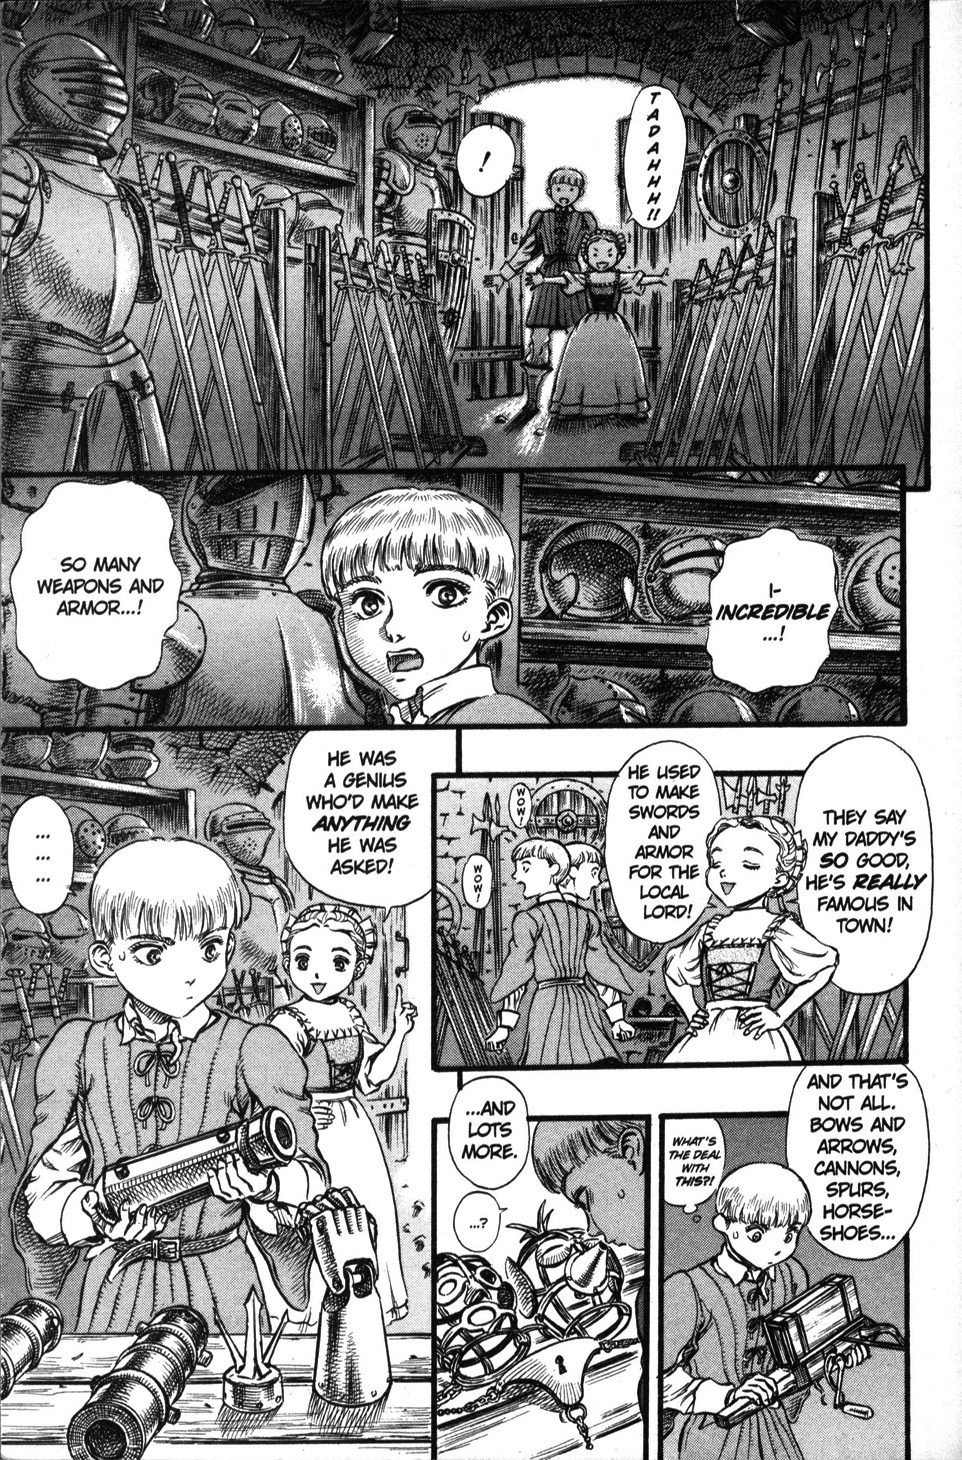 TADAHHH!!
!
I-
INCREDIBLE
...!
SO MANY
WEAPONS AND
ARMOR...!
THEY SAY
MY DADDY'S
SO GOOD,
HE'S REALLY
FAMOUS IN
TOWN!
HE USED
TO MAKE
SWORDS
AND
ARMOR
FOR THE
LOCAL
LORD!
WOW!
WOW!
AND THAT'S
NOT ALL.
BOWS AND
ARROWS,
CANNONS,
SPURS,
HORSE-
SHOES...
WHAT'S
THE DEAL
WITH
THIS?!
...AND
LOTS
MORE.
...?
HE WAS
A GENIUS
WHO'D MAKE
ANYTHING
HE WAS
ASKED!
...
...
...